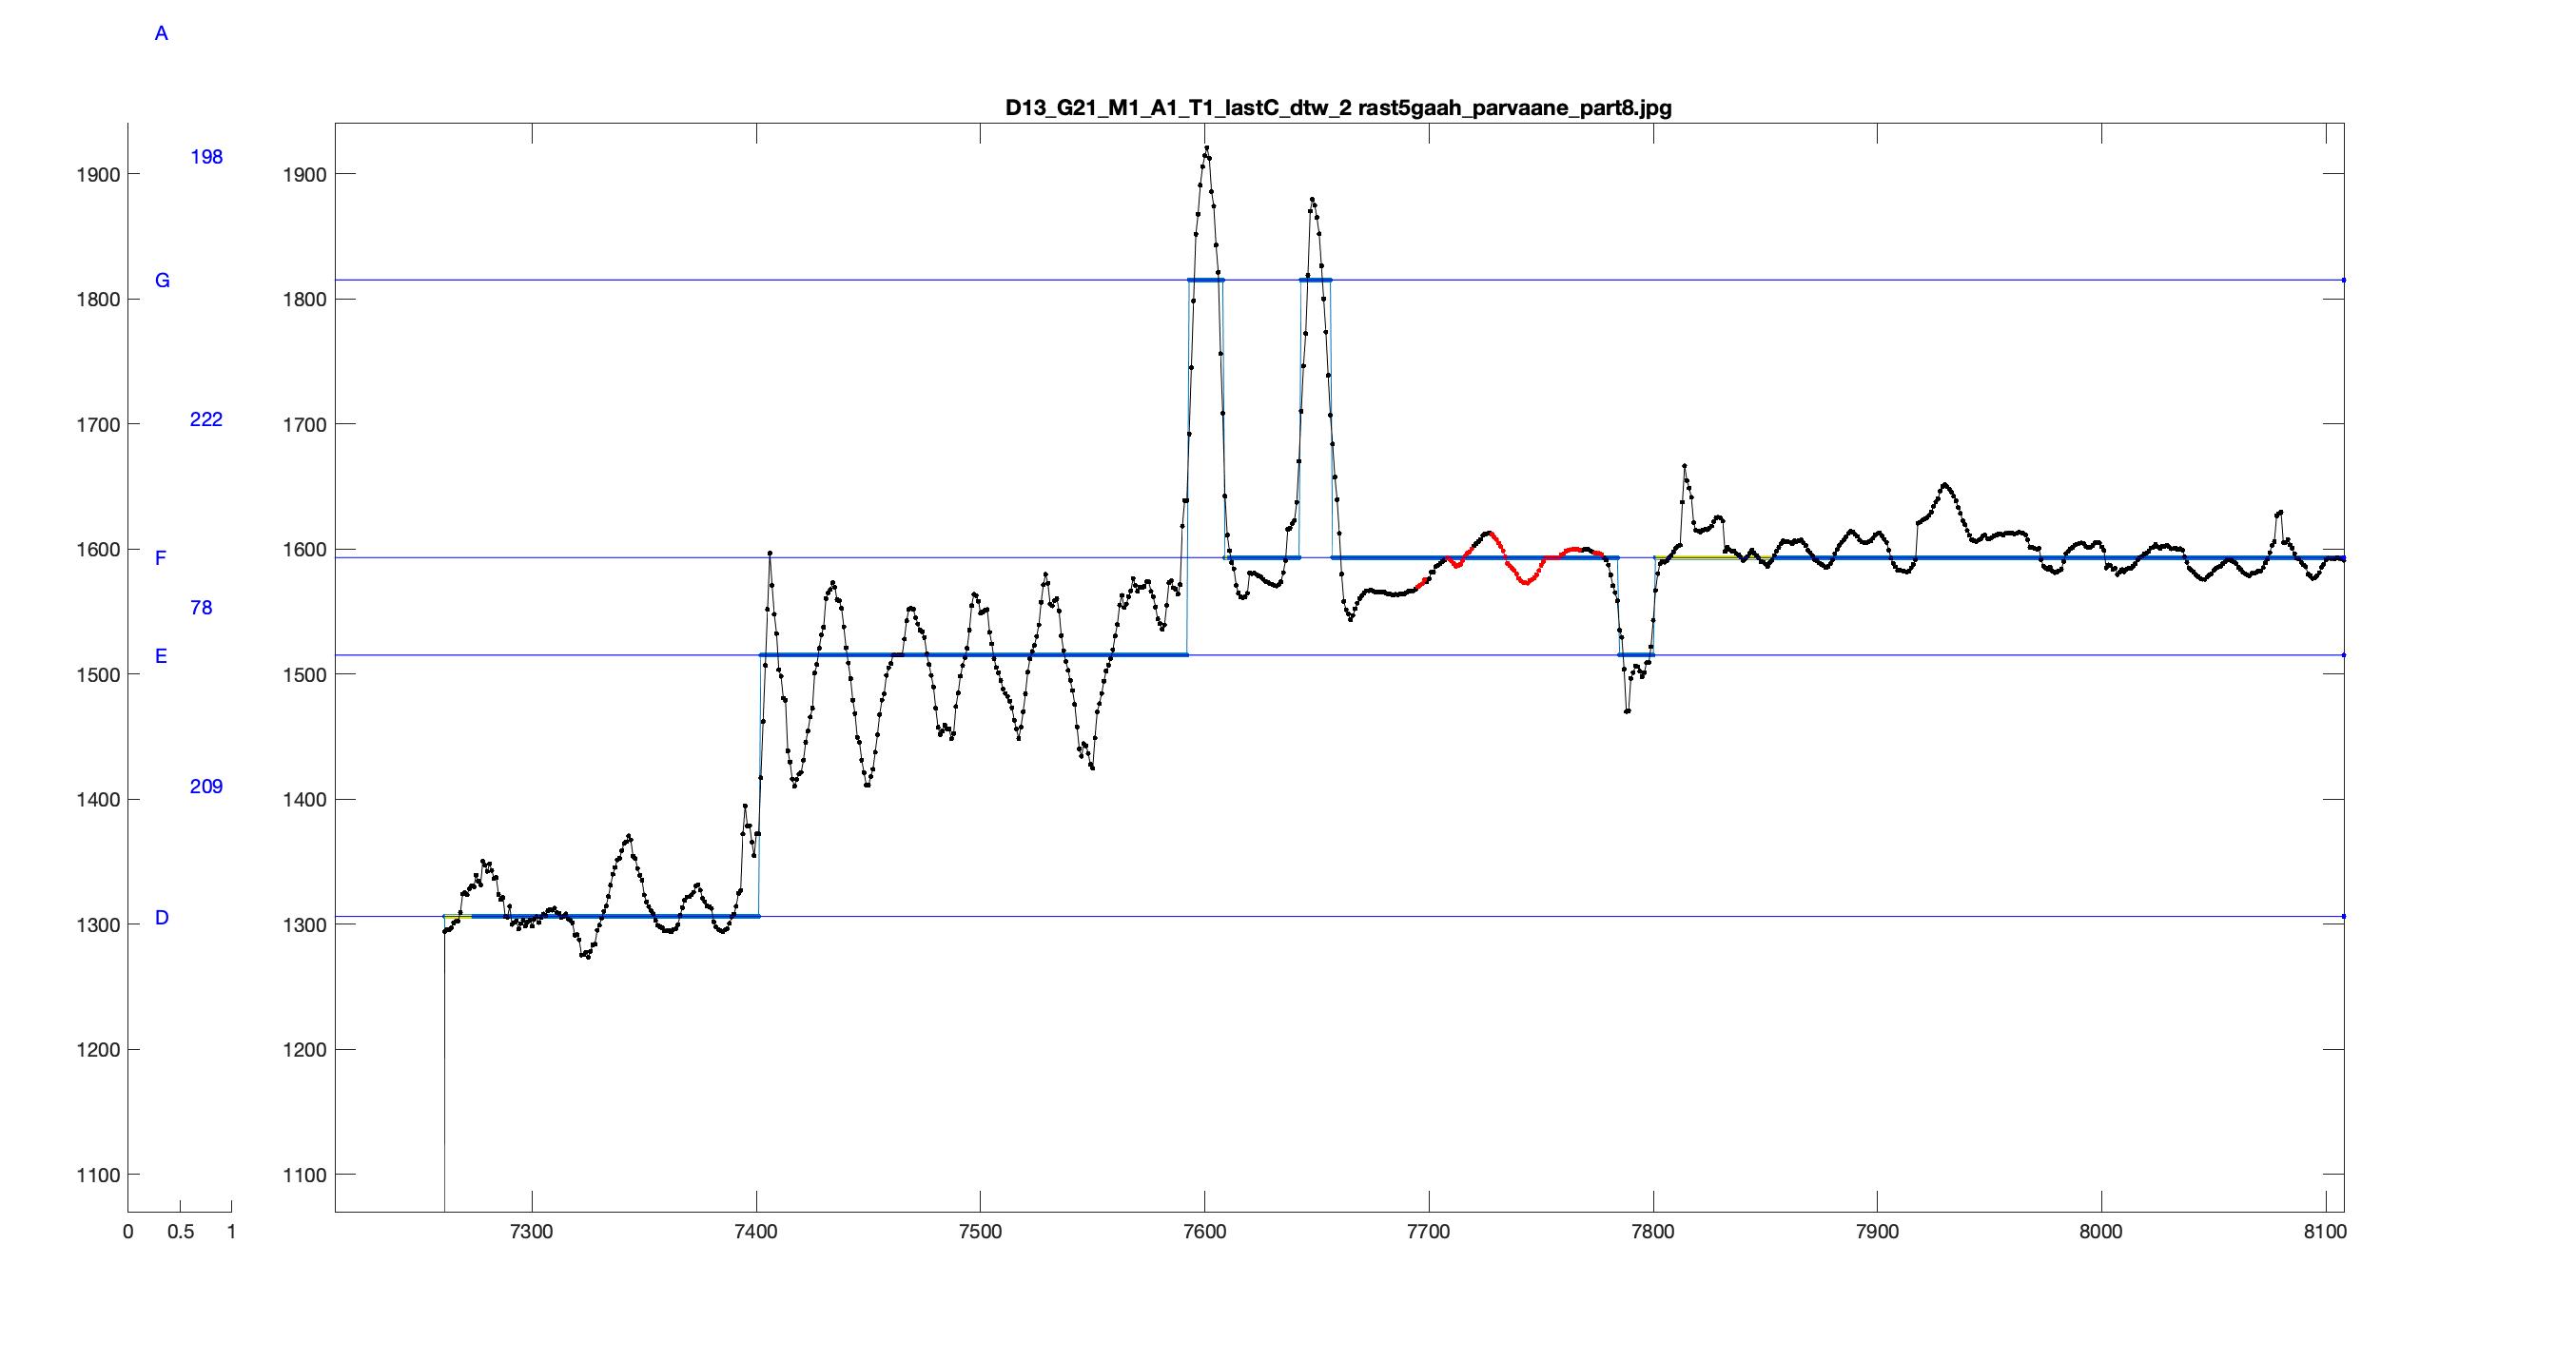 A
D13_G21_M1_A1_T1_lastC_dtw_2 rast5gaah_parvaane_part8.jpg
198
1900 1900
G
1800 1800
222
1700 1700
F
1600 1600
78
E
1500 1500
209
1400 1400
D
1300 1300
1200 1200
1100 1100
0 0.5 1 7300 7400 7500 7600 7700 7800 7900 8000 8100